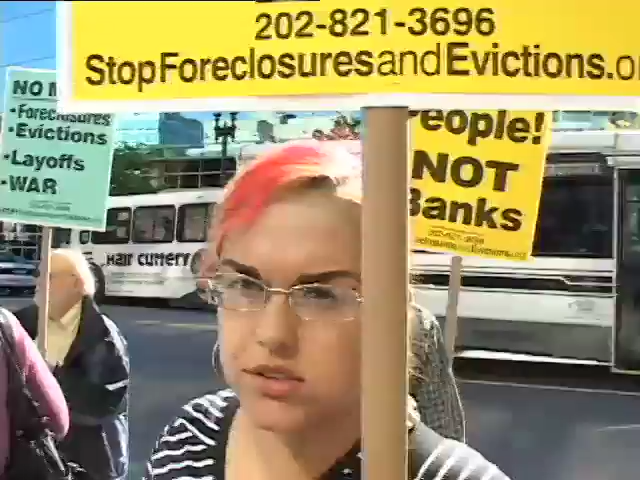 202-821-3696
StopForeclosuresandEvictions.o
NO
•Foreclosures
•Evictions
•Layoffs
•WAR
eople!
NOT
Banks
HAIR CUTTERY